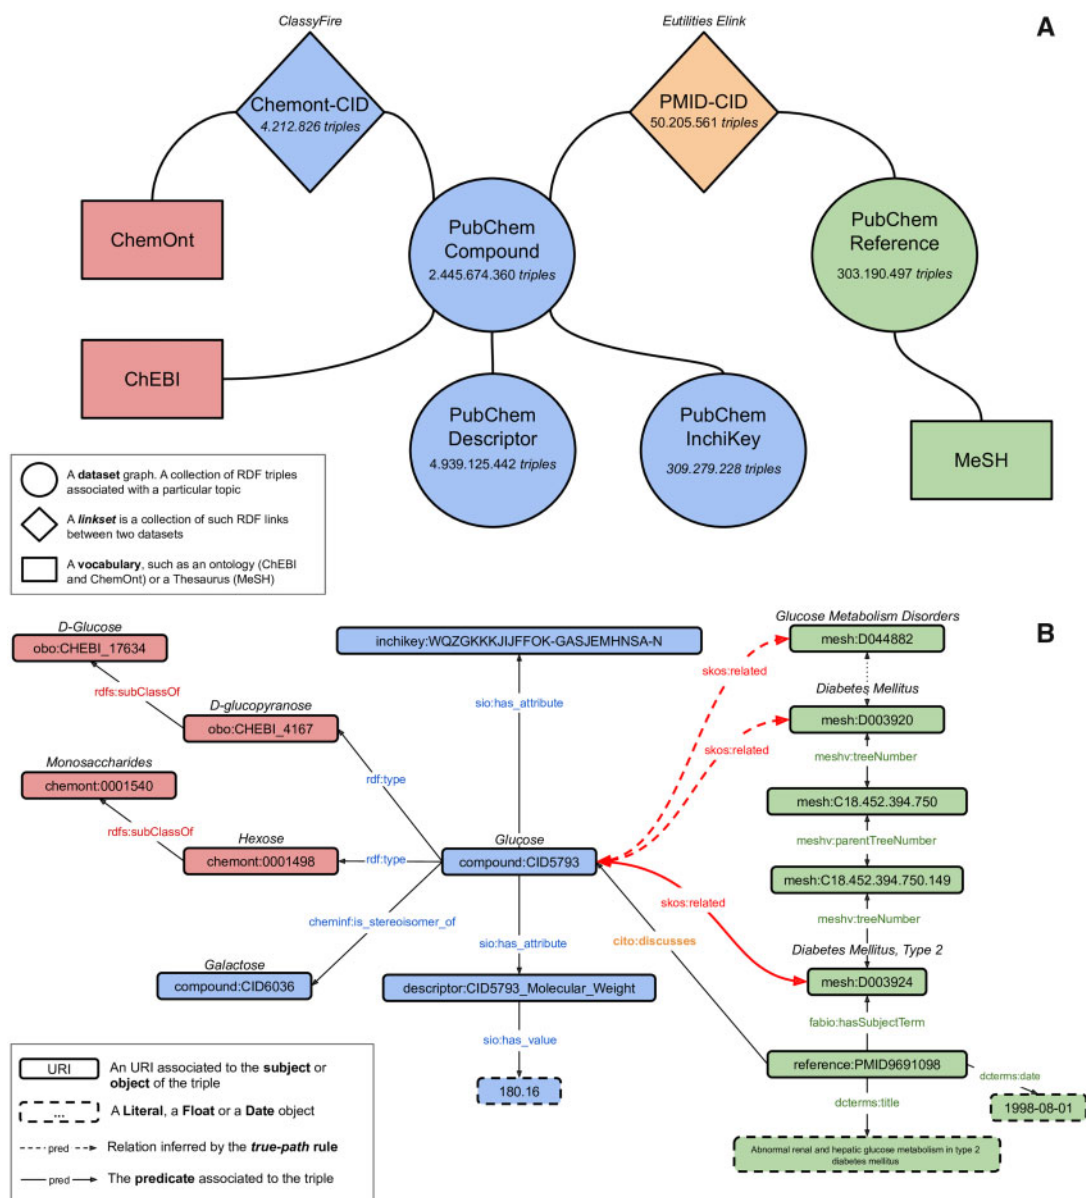 ClassyFire
Eutilities Elink
A
Chemont-CID
4.212.826 triples
PMID-CID
50.205.561 triples
ChemOnt
PubChem
Compound
2.445.674.360 triples
PubChem
Reference
303.190.497 triples
ChEBI
PubChem
Descriptor
4.939.125.442 triples
PubChem
InchiKey
309.279.228 triples
MeSH
A dataset graph. A collection of RDF triples
associated with a particular topic
A linkset is a collection of such RDF links
between two datasets
A vocabulary, such as an ontology (ChEBI
and ChemOnt) or a Thesaurus (MeSH)
B
D-Glucose
obo:CHEBI_17634
rdfs:subClassOf
D-glucopyranose
obo:CHEBI_4167
Monosaccharides
chemont:0001540
rdfs:subClassOf
Hexose
chemont:0001498
rdf:type
rdf:type
inchikey:WQZGKKKJIJFFOK-GASJEMHNSA-N
sio:has_attribute
Glucose
compound:CID5793
cheminf:is_stereoisomer_of
Galactose
compound:CID6036
sio:has_attribute
descriptor:CID5793_Molecular_Weight
sio:has_value
180.16
Glucose Metabolism Disorders
mesh:D044882
skos:related
Diabetes Mellitus
mesh:D003920
skos:related
meshv:treeNumber
mesh:C18.452.394.750
meshv:parentTreeNumber
mesh:C18.452.394.750.149
skos:related
meshv:treeNumber
cito:discusses
Diabetes Mellitus, Type 2
mesh:D003924
fabio:hasSubjectTerm
reference:PMID9691098
dcterms:date
1998-08-01
dcterms:title
Abnormal renal and hepatic glucose metabolism in type 2
diabetes mellitus
URI
An URI associated to the subject or
object of the triple
...
A Literal, a Float or a Date object
pred
Relation inferred by the true-path rule
pred
The predicate associated to the triple